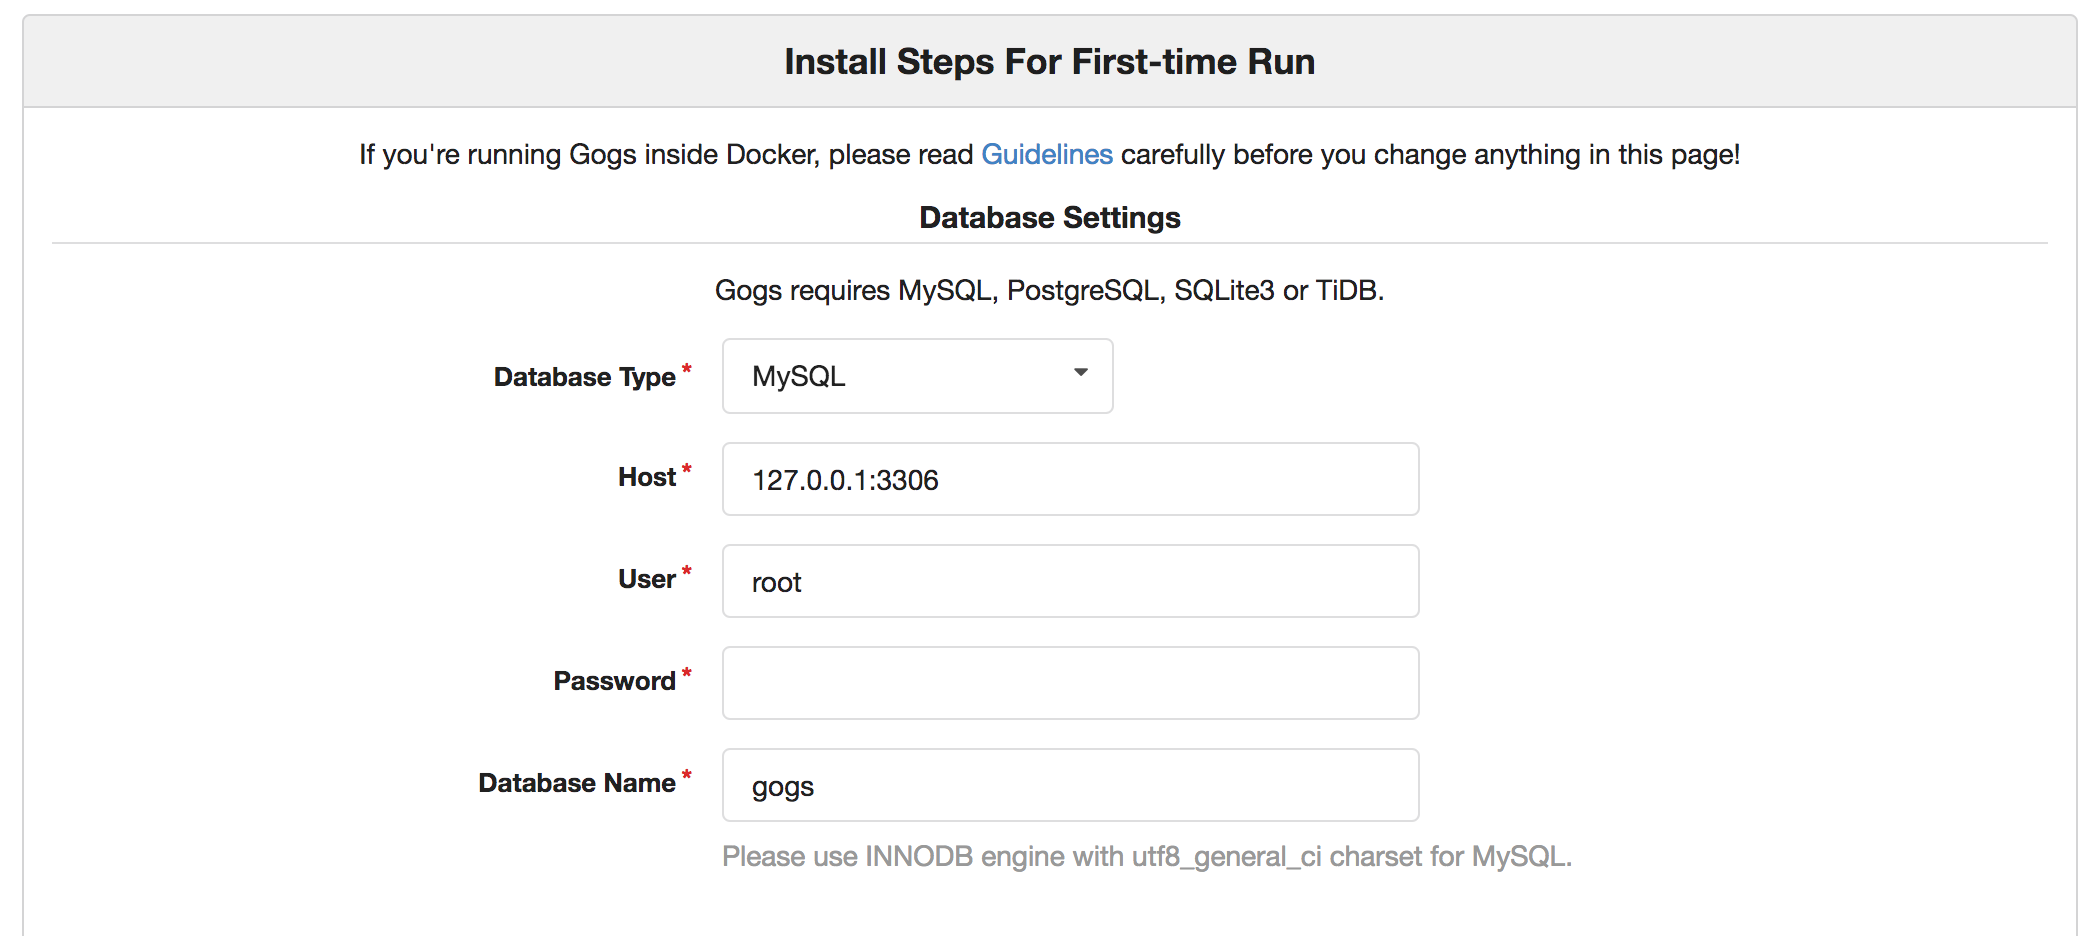 Install Steps For First-time Run
If you're running Gogs inside Docker, please read Guidelines carefully before you change anything in this page!
Database Settings
Gogs requires MySQL, PostgreSQL, SQLite3 or TiDB.
Database Type * MySQL
Host * 127.0.0.1:3306
User * root
Password *
Database Name * gogs
Please use INNODB engine with utf8_general_ci charset for MySQL.